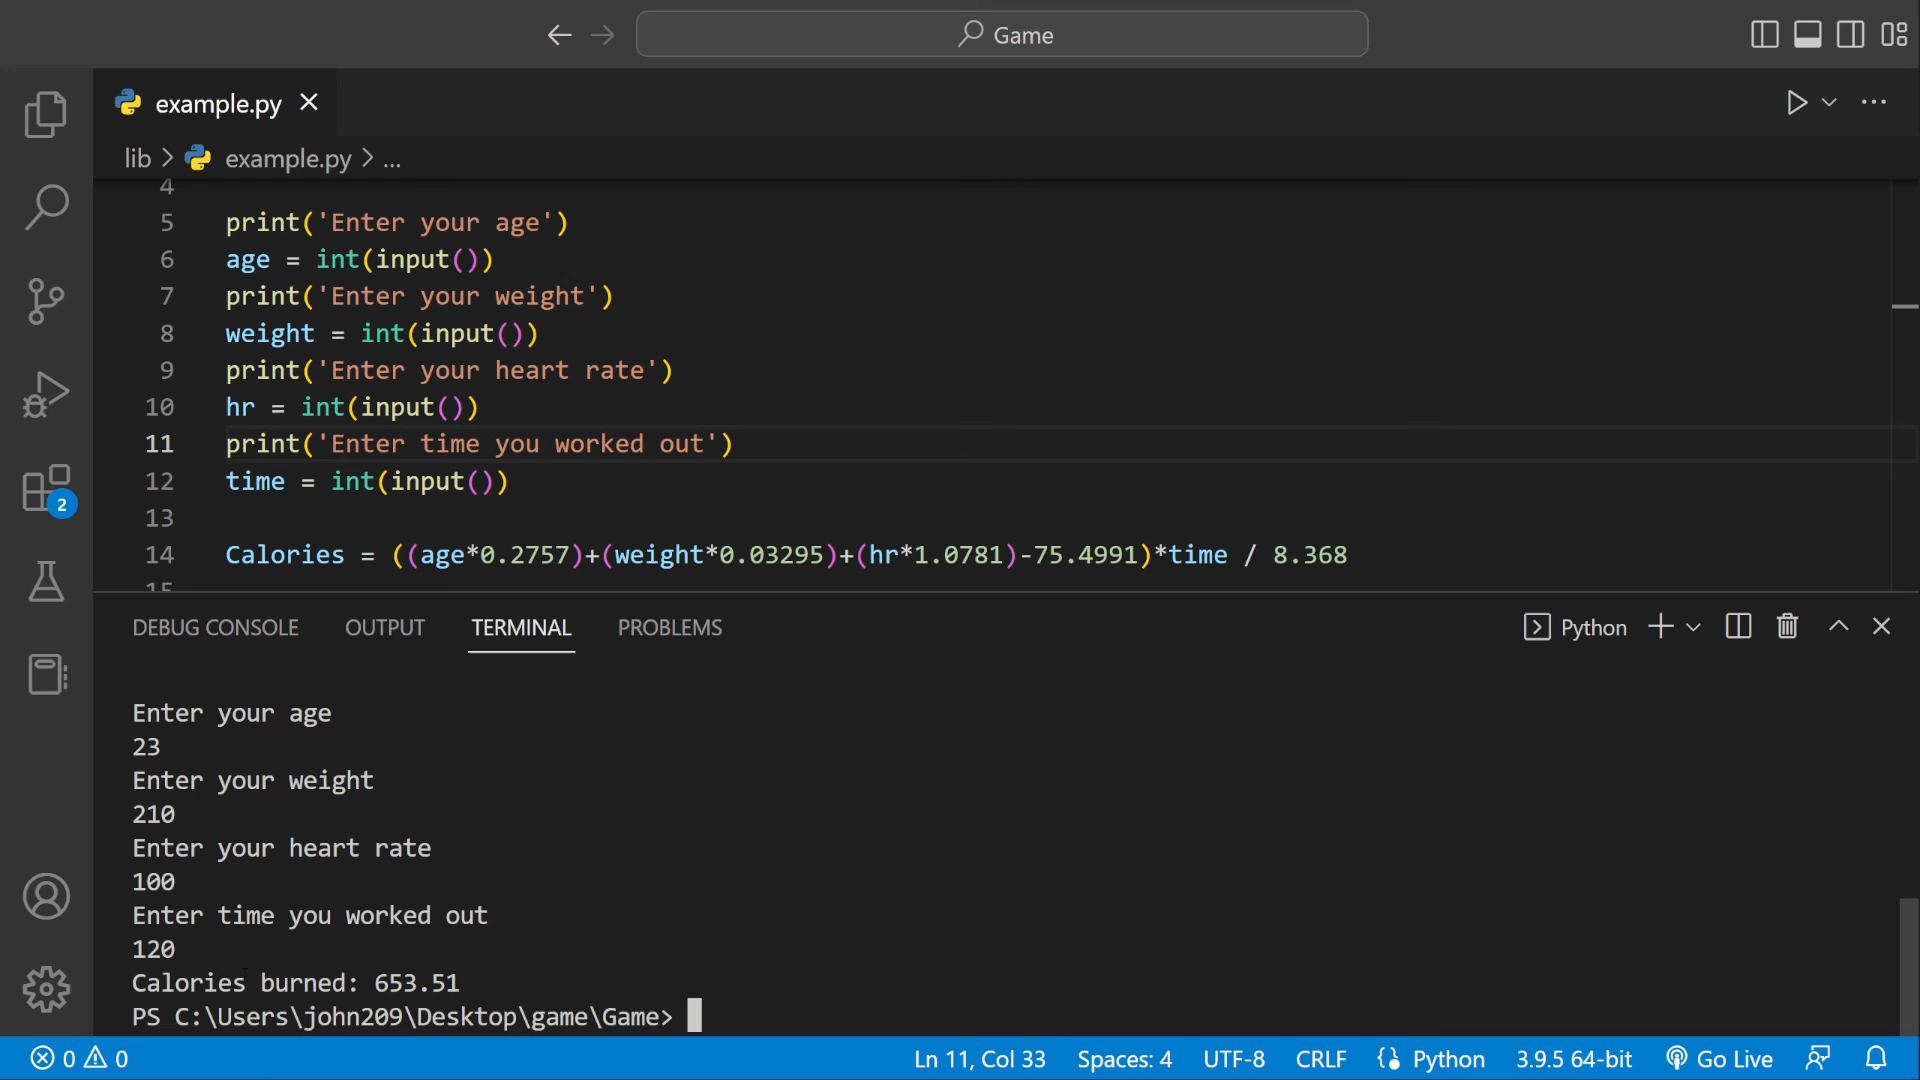 Game
example.py
lib > example.py > ...
4
5 print('Enter your age')
6 age = int(input())
7 print('Enter your weight')
8 weight = int(input())
9 print('Enter your heart rate')
10 hr = int(input())
11 print('Enter time you worked out')
12 time = int(input())
13
14 Calories = ((age*0.2757)+(weight*0.03295)+(hr*1.0781)-75.4991)*time / 8.368
15
2
DEBUG CONSOLE OUTPUT TERMINAL PROBLEMS Python
Enter your age
23
Enter your weight
210
Enter your heart rate
100
Enter time you worked out
120
Calories burned: 653.51
PS C:\Users\john209\Desktop\game\Game>
0 0 Ln 11, Col 33 Spaces: 4 UTF-8 CRLF {} Python 3.9.5 64-bit Go Live